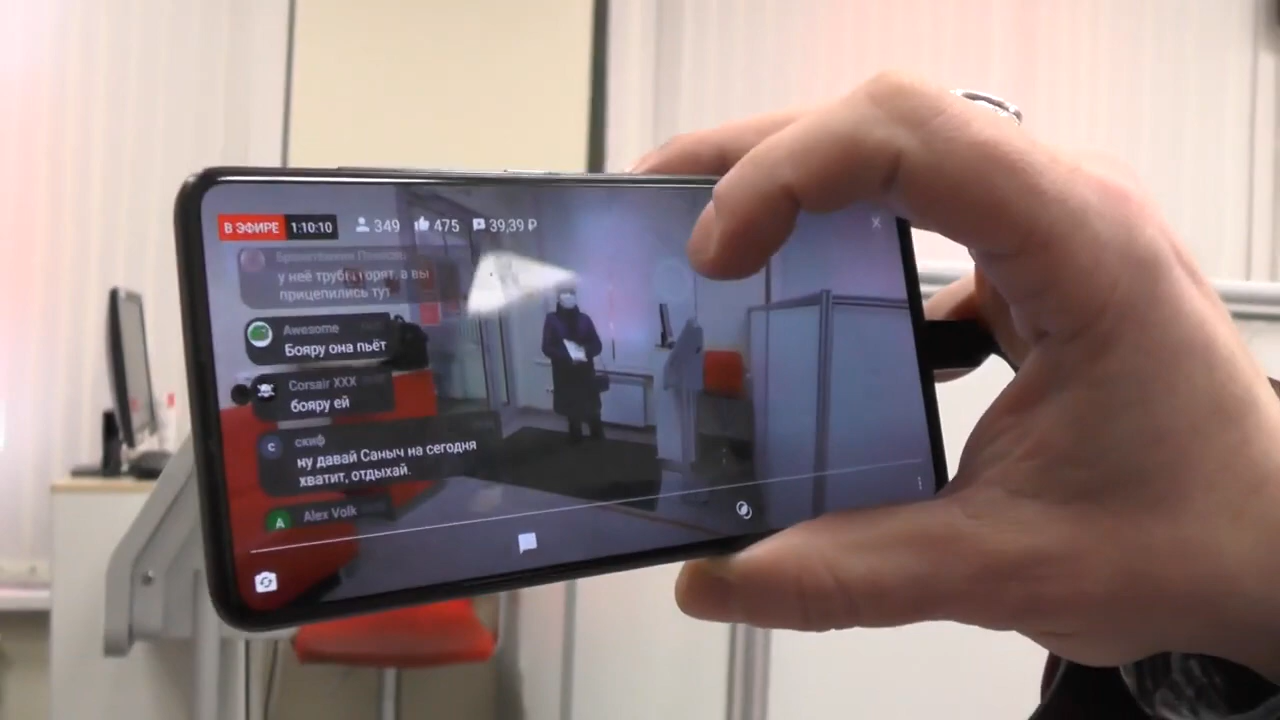 В ЭФИРЕ 1:10:10 349 475 39,39 ₽
у неё трубы горят, а вы
прицепились тут
Awesome
Бояру она пьёт
Corsair XXX
бояру ей
C скиф
ну давай Саныч на сегодня
хватит, отдыхай.
A Alex Volk